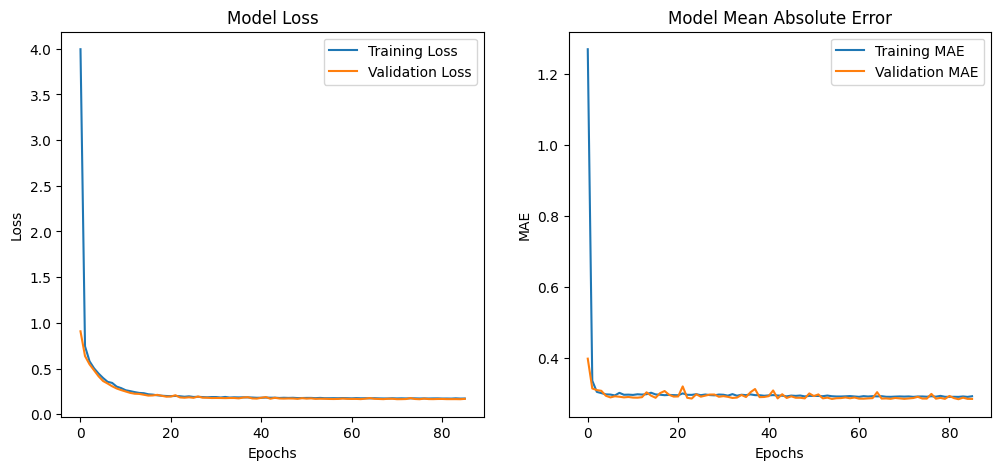 Model Loss
Training Loss
Validation Loss
4.0
3.5
3.0
2.5
2.0
1.5
1.0
0.5
0.0
Loss
0
20
40
60
80
Epochs
Model Mean Absolute Error
Training MAE
Validation MAE
1.2
1.0
0.8
0.6
0.4
MAE
0
20
40
60
80
Epochs